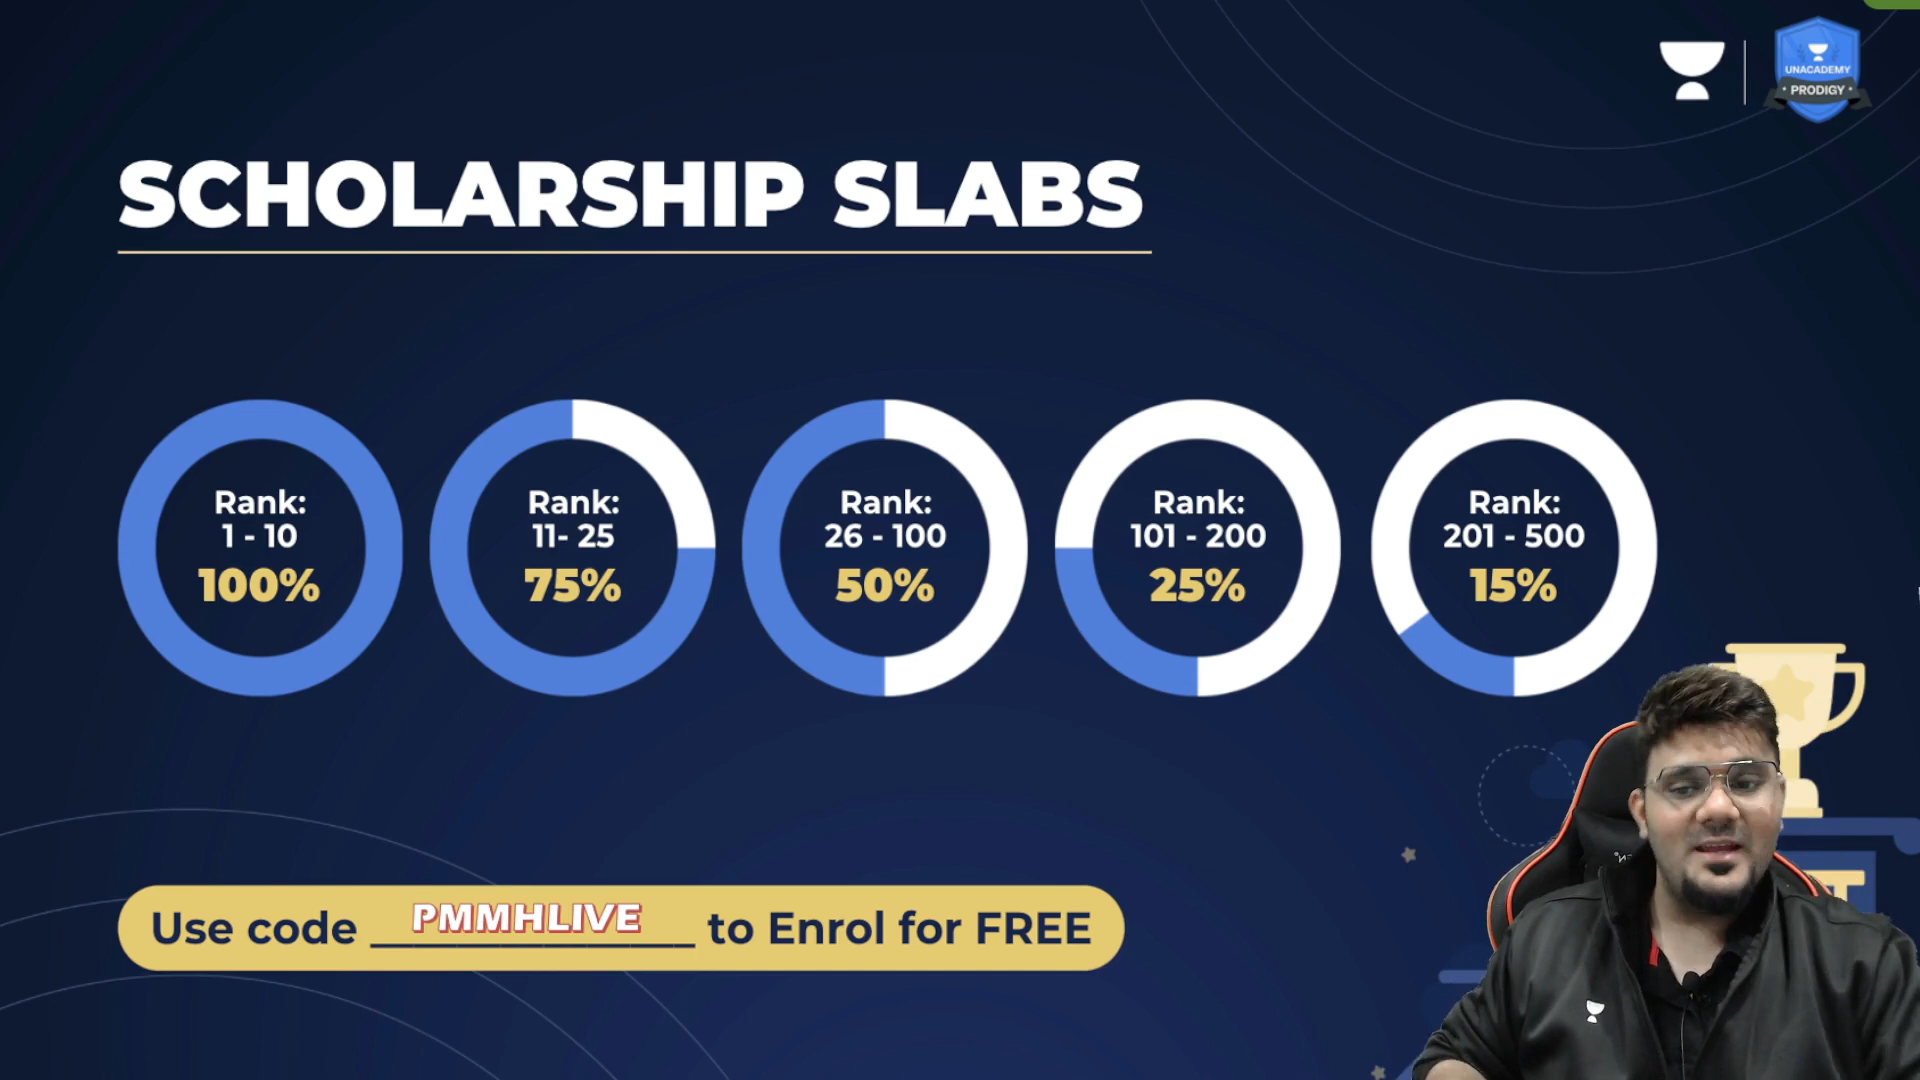 UNACADEMY
• PRODIGY •
SCHOLARSHIP SLABS
Rank:
1 - 10
100%
Rank:
11- 25
75%
Rank:
26 - 100
50%
Rank:
101 - 200
25%
Rank:
201 - 500
15%
Use code PMMHLIVE to Enrol for FREE